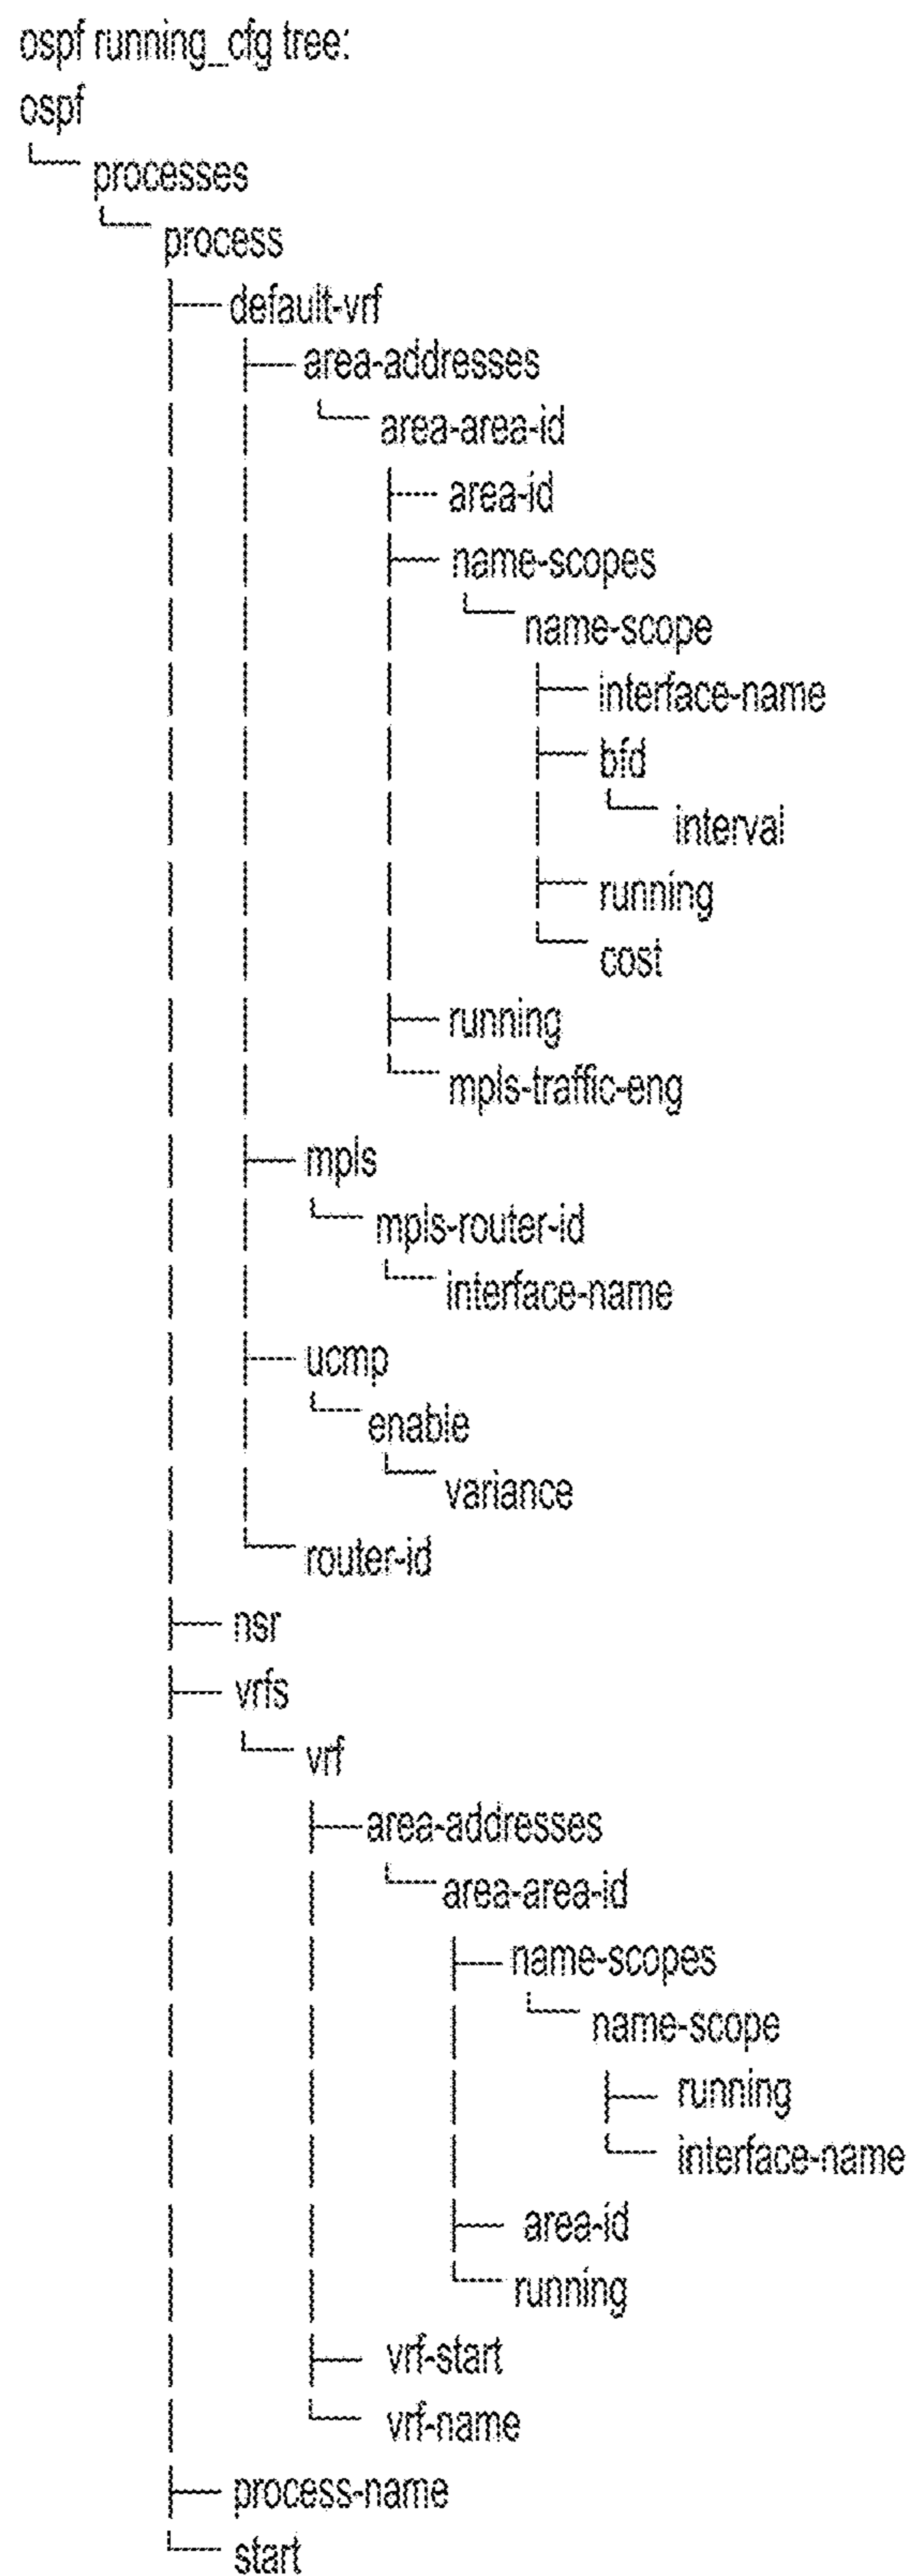 ospf running_cfg tree:
ospf
processes
process
default-vrf
area-addresses
area-area-id
area-id
name-scopes
name-scope
interface-name
bfd
interval
running
cost
running
mpls-traffic-eng
mpls
mpls-router-id
interface-name
ucmp
enable
variance
router-id
nsr
vrfs
vrf
area-addresses
area-area-id
name-scopes
name-scope
running
interface-name
area-id
running
vrf-start
vrf-name
process-name
start